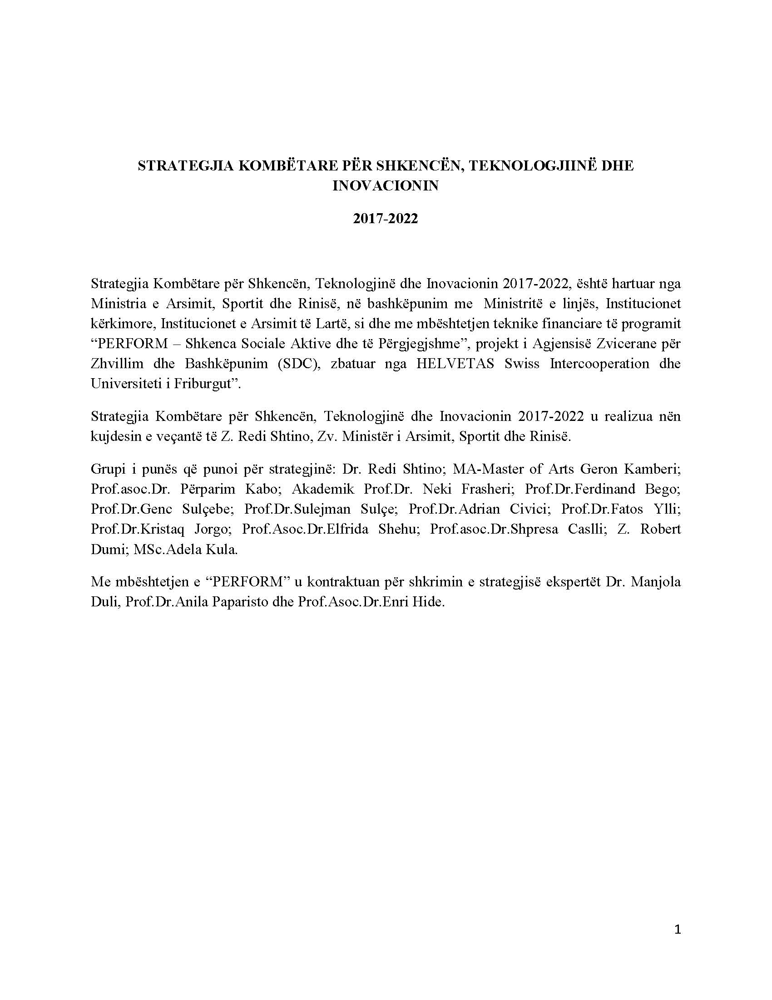 STRATEGJIA KOMBËTARE PËR SHKENCËN, TEKNOLOGJIINË DHE
INOVACIONIN
2017-2022
Strategjia Kombëtare për Shkencën, Teknologjinë dhe Inovacionin 2017-2022, është hartuar nga
Ministria e Arsimit, Sportit dhe Rinisë, në bashkëpunim me Ministritë e linjës, Institucionet
kërkimore, Institucionet e Arsimit të Lartë, si dhe me mbështetjen teknike financiare të programit
“PERFORM – Shkenca Sociale Aktive dhe të Përgjegjshme”, projekt i Agjensisë Zvicerane për
Zhvillim dhe Bashkëpunim (SDC), zbatuar nga HELVETAS Swiss Intercooperation dhe
Universiteti i Friburgut”.
Strategjia Kombëtare për Shkencën, Teknologjinë dhe Inovacionin 2017-2022 u realizua nën
kujdesin e veçantë të Z. Redi Shtino, Zv. Ministër i Arsimit, Sportit dhe Rinisë.
Grupi i punës që punoi për strategjinë: Dr. Redi Shtino; MA-Master of Arts Geron Kamberi;
Prof.asoc.Dr. Përparim Kabo; Akademik Prof.Dr. Neki Frasheri; Prof.Dr.Ferdinand Bego;
Prof.Dr.Genc Sulçebe; Prof.Dr.Sulejman Sulçe; Prof.Dr.Adrian Civici; Prof.Dr.Fatos Ylli;
Prof.Dr.Kristaq Jorgo; Prof.Asoc.Dr.Elfrida Shehu; Prof.asoc.Dr.Shpresa Caslli; Z. Robert
Dumi; MSc.Adela Kula.
Me mbështetjen e “PERFORM” u kontraktuan për shkrimin e strategjisë ekspertët Dr. Manjola
Duli, Prof.Dr.Anila Paparisto dhe Prof.Asoc.Dr.Enri Hide.
1